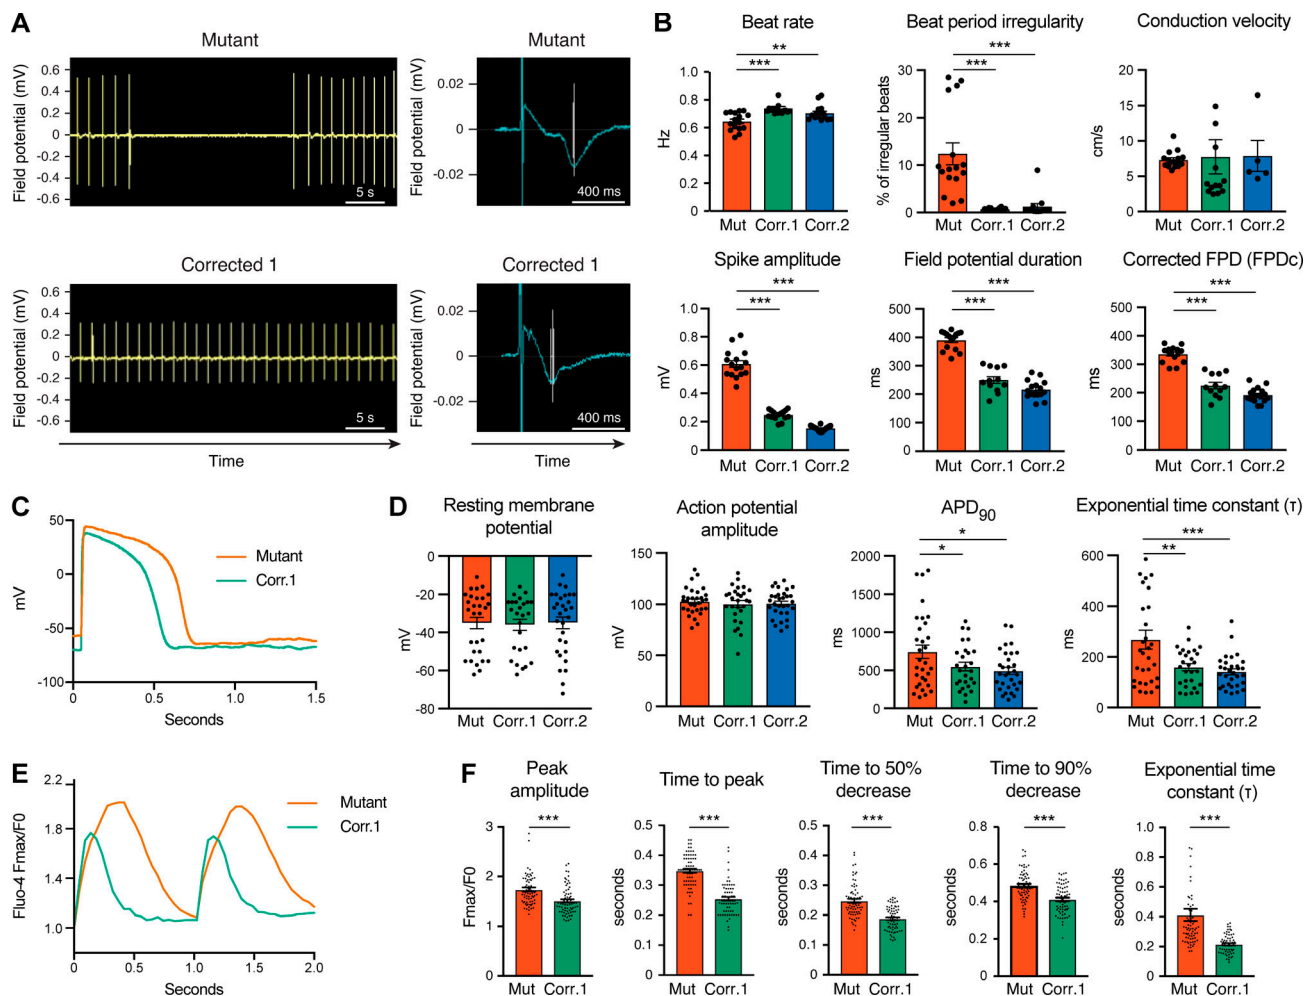 A
Mutant
Mutant
Field potential (mV)
0.6
0.4
0.2
0
-0.2
-0.4
-0.6
5 s
Field potential (mV)
0.02
0
-0.02
400 ms
Corrected 1
Corrected 1
Field potential (mV)
0.6
0.4
0.2
0
-0.2
-0.4
-0.6
5 s
Field potential (mV)
0.02
0
-0.02
400 ms
Time
Time
B
Beat rate
**
***
Hz
1.0
0.8
0.6
0.4
0.2
0
Mut Corr.1 Corr.2
Beat period irregularity
***
***
% of irregular beats
30
20
10
0
Mut Corr.1 Corr.2
Conduction velocity
cm/s
20
15
10
5
0
Mut Corr.1 Corr.2
Spike amplitude
***
***
mV
1.0
0.8
0.6
0.4
0.2
0
Mut Corr.1 Corr.2
Field potential duration
***
***
ms
500
400
300
200
100
0
Mut Corr.1 Corr.2
Corrected FPD (FPDc)
***
***
ms
500
400
300
200
100
0
Mut Corr.1 Corr.2
C
mV
50
0
-50
-100
Mutant
Corr.1
0 0.5 1.0 1.5
Seconds
D
Resting membrane
potential
mV
0
-20
-40
-60
-80
Mut Corr.1 Corr.2
Action potential
amplitude
mV
150
100
50
0
Mut Corr.1 Corr.2
APD90
*
*
ms
2000
1500
1000
500
0
Mut Corr.1 Corr.2
Exponential time constant (τ)
***
**
ms
600
500
400
300
200
100
0
Mut Corr.1 Corr.2
E
Fluo-4 Fmax/F0
2.2
1.8
1.4
1.0
Mutant
Corr.1
0 0.5 1.0 1.5 2.0
Seconds
F
Peak
amplitude
***
Fmax/F0
3
2
1
0
Mut Corr.1
Time to peak
***
seconds
0.5
0.4
0.3
0.2
0.1
0
Mut Corr.1
Time to 50%
decrease
***
seconds
0.5
0.4
0.3
0.2
0.1
0
Mut Corr.1
Time to 90%
decrease
***
seconds
0.8
0.6
0.4
0.2
0
Mut Corr.1
Exponential time
constant (τ)
***
seconds
1.0
0.8
0.6
0.4
0.2
0
Mut Corr.1